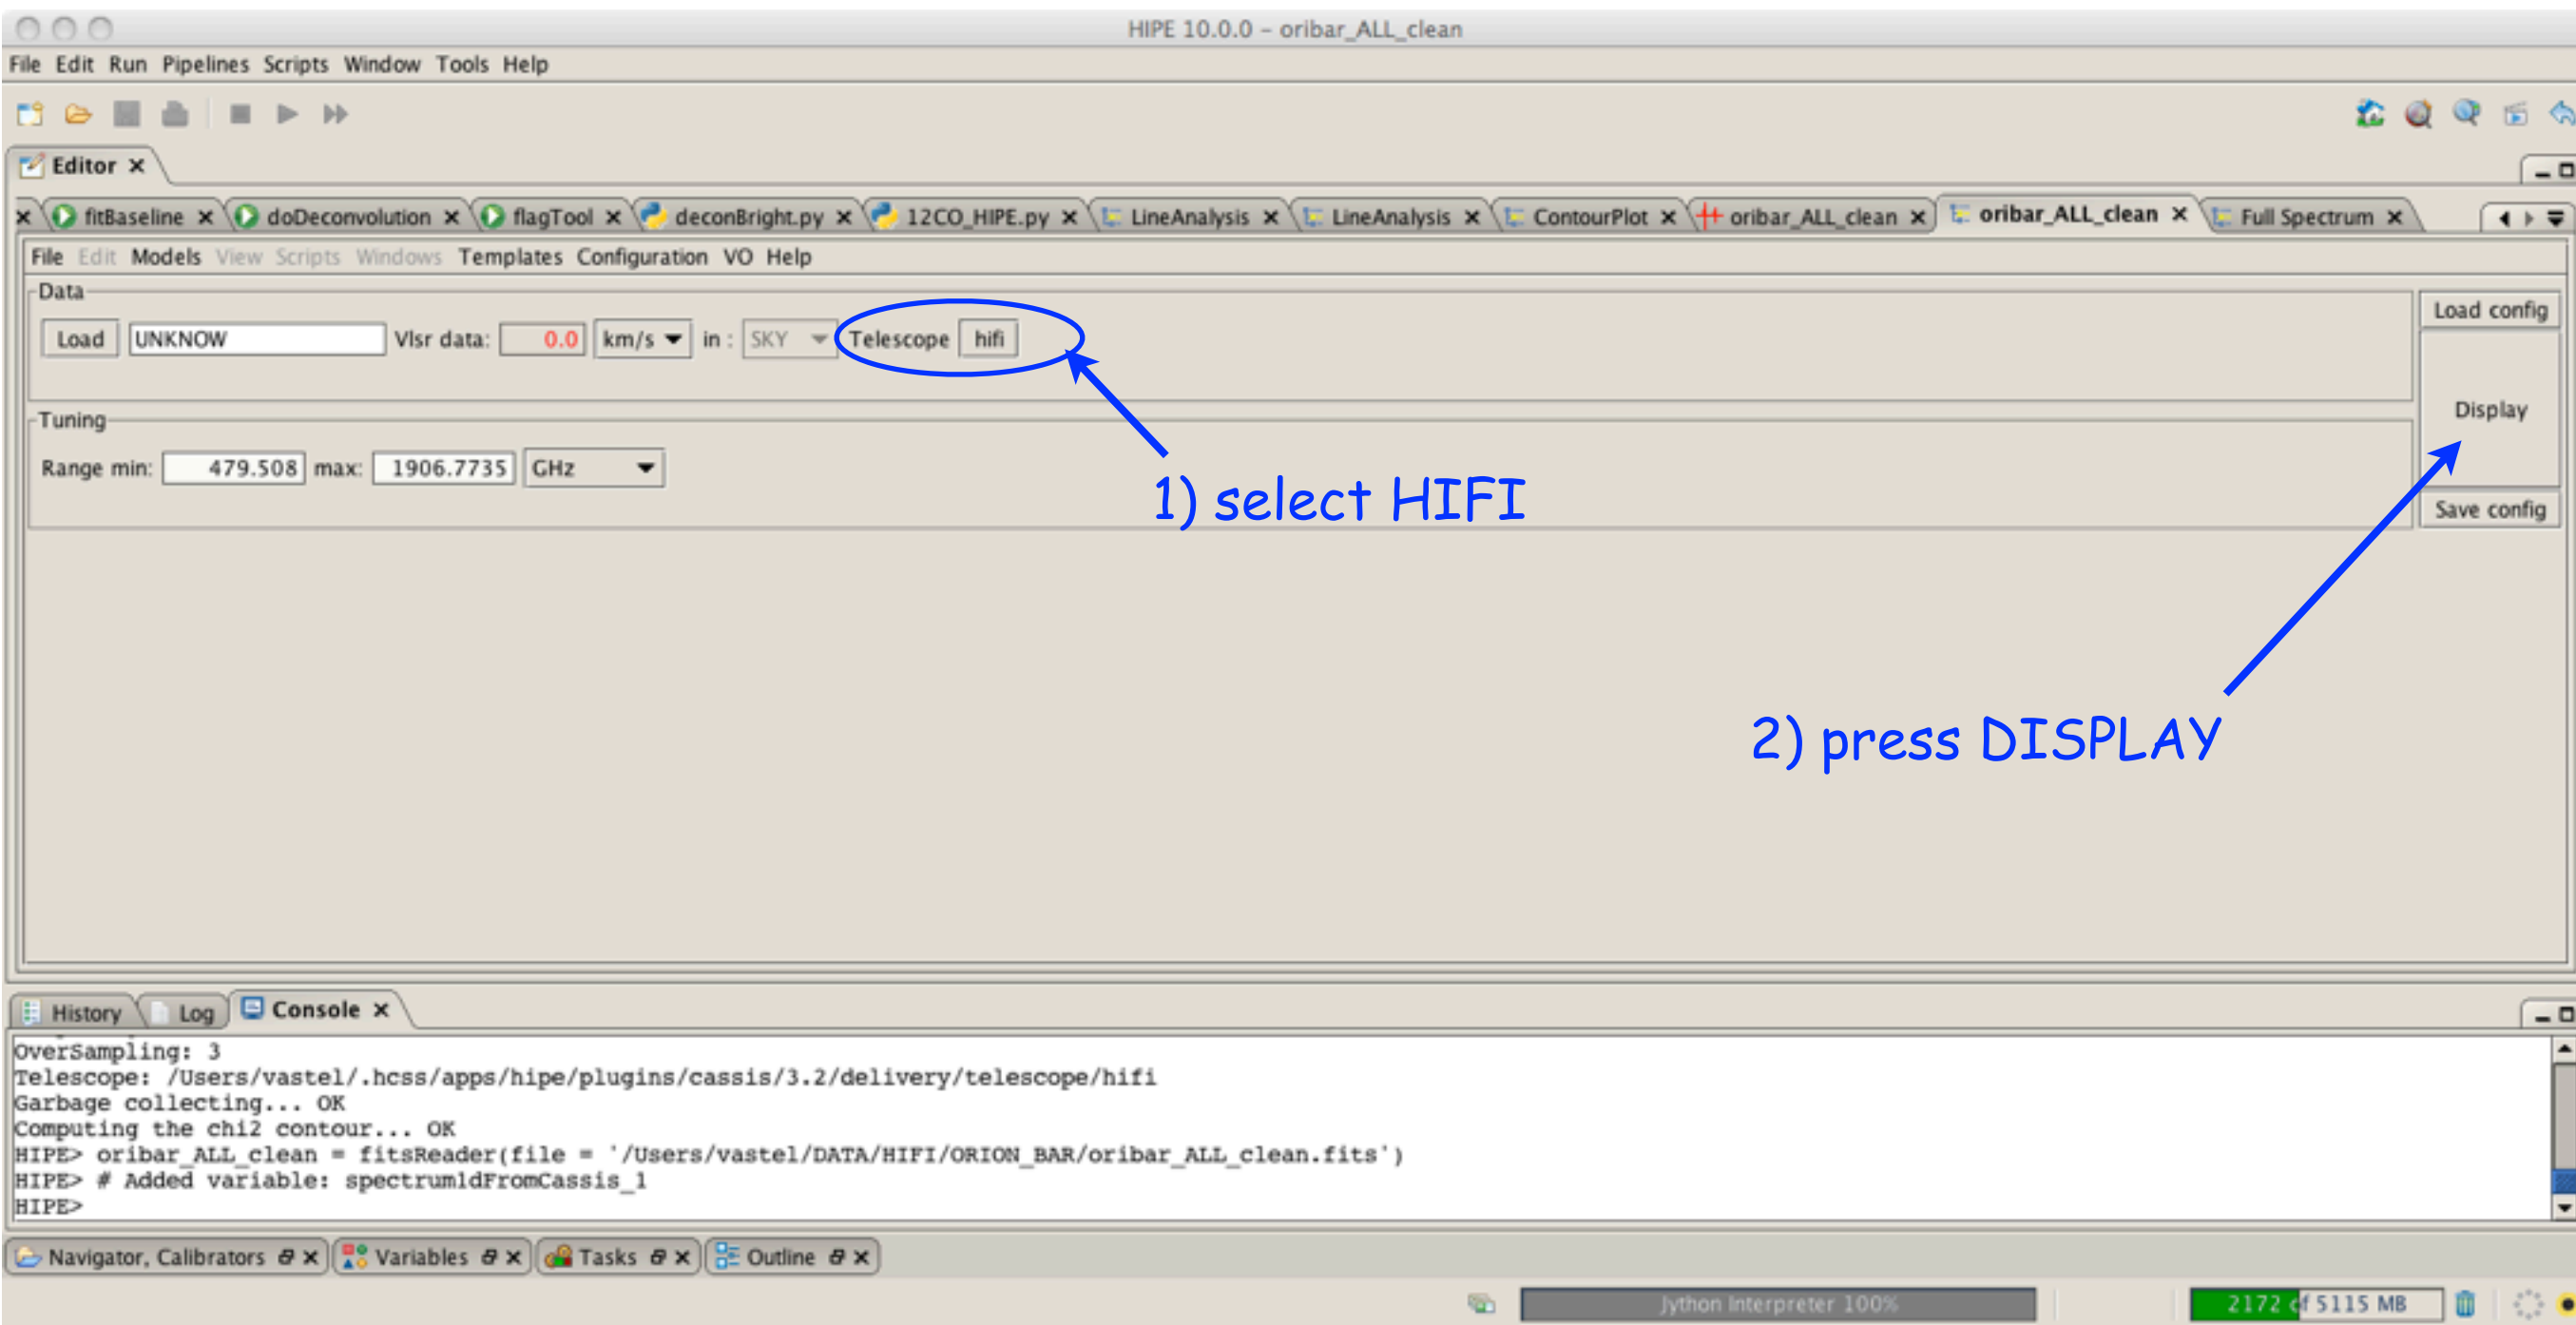 HIPE 10.0.0 – oribar_ALL_clean
File Edit Run Pipelines Scripts Window Tools Help
Editor
fitBaseline doDeconvolution flagTool deconBright.py 12CO_HIPE.py LineAnalysis LineAnalysis ContourPlot oribar_ALL_clean oribar_ALL_clean Full Spectrum
File Edit Models View Scripts Windows Templates Configuration VO Help
Data
Load UNKNOW Vlsr data: 0.0 km/s in : SKY Telescope hifi
Load config
Display
Save config
Tuning
Range min: 479.508 max: 1906.7735 GHz
1) select HIFI
2) press DISPLAY
History Log Console
OverSampling: 3
Telescope: /Users/vastel/.hcss/apps/hipe/plugins/cassis/3.2/delivery/telescope/hifi
Garbage collecting... OK
Computing the chi2 contour... OK
HIPE> oribar_ALL_clean = fitsReader(file = '/Users/vastel/DATA/HIFI/ORION_BAR/oribar_ALL_clean.fits')
HIPE> # Added variable: spectrum1dFromCassis_1
HIPE>
Navigator, Calibrators Variables Tasks Outline
Jython Interpreter 100% 2172 of 5115 MB